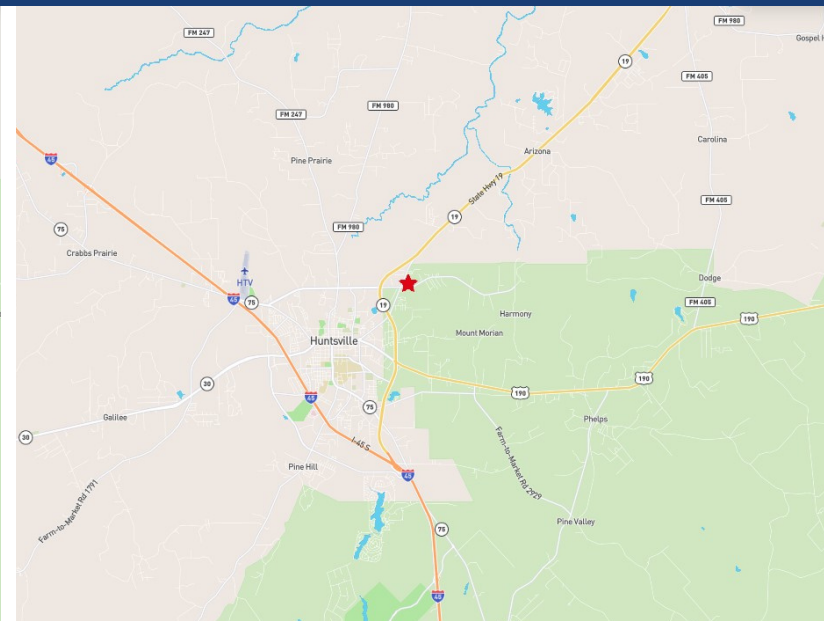 FM 247
FM 980
Gospel H
19
FM 405
FM 247
FM 980
Pine Prairie
Arizona
Carolina
45
State Hwy 19
FM 405
75
19
FM 980
Crabbs Prairie
HTV
Dodge
45
75
19
FM 405
Harmony
190
Mount Morian
Huntsville
30
190
190
45
75
Galilee
Phelps
30
I-45 S
Farm-to-Market Rd 2929
Pine Hill
45
Farm-to-Market Rd 1791
Pine Valley
75
45